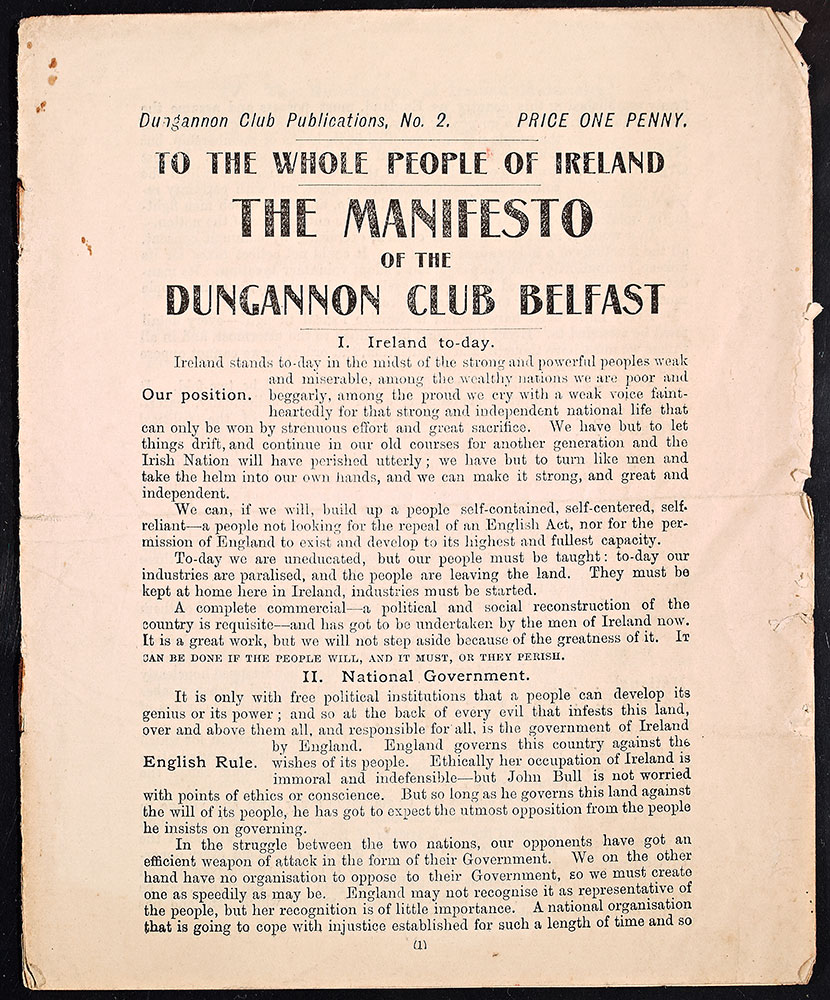 Dungannon Club Publications, No. 2. PRICE ONE PENNY.
TO THE WHOLE PEOPLE OF IRELAND
THE MANIFESTO
OF THE
DUNGANNON CLUB BELFAST
I. Ireland to-day.
Ireland stands to-day in the midst of the strong and powerful peoples weak
and miserable, among the wealthy nations we are poor and
Our position. beggarly, among the proud we cry with a weak voice faint-
heartedly for that strong and independent national life that
can only be won by strenuous effort and great sacrifice. We have but to let
things drift, and continue in our old courses for another generation and the
Irish Nation will have perished utterly; we have but to turn like men and
take the helm into our own hands, and we can make it strong, and great and
independent.
We can, if we will, build up a people self-contained, self-centered, self-
reliant—a people not looking for the repeal of an English Act, nor for the per-
mission of England to exist and develop to its highest and fullest capacity.
To-day we are uneducated, but our people must be taught: to-day our
industries are paralised, and the people are leaving the land. They must be
kept at home here in Ireland, industries must be started.
A complete commercial—a political and social reconstruction of the
country is requisite—and has got to be undertaken by the men of Ireland now.
It is a great work, but we will not step aside because of the greatness of it. IT
CAN BE DONE IF THE PEOPLE WILL, AND IT MUST, OR THEY PERISH.
II. National Government.
It is only with free political institutions that a people can develop its
genius or its power; and so at the back of every evil that infests this land,
over and above them all, and responsible for all, is the government of Ireland
by England. England governs this country against the
English Rule. wishes of its people. Ethically her occupation of Ireland is
immoral and indefensible—but John Bull is not worried
with points of ethics or conscience. But so long as he governs this land against
the will of its people, he has got to expect the utmost opposition from the people
he insists on governing.
In the struggle between the two nations, our opponents have got an
efficient weapon of attack in the form of their Government. We on the other
hand have no organisation to oppose to their Government, so we must create
one as speedily as may be. England may not recognise it as representative of
the people, but her recognition is of little importance. A national organisation
that is going to cope with injustice established for such a length of time and so
(1)